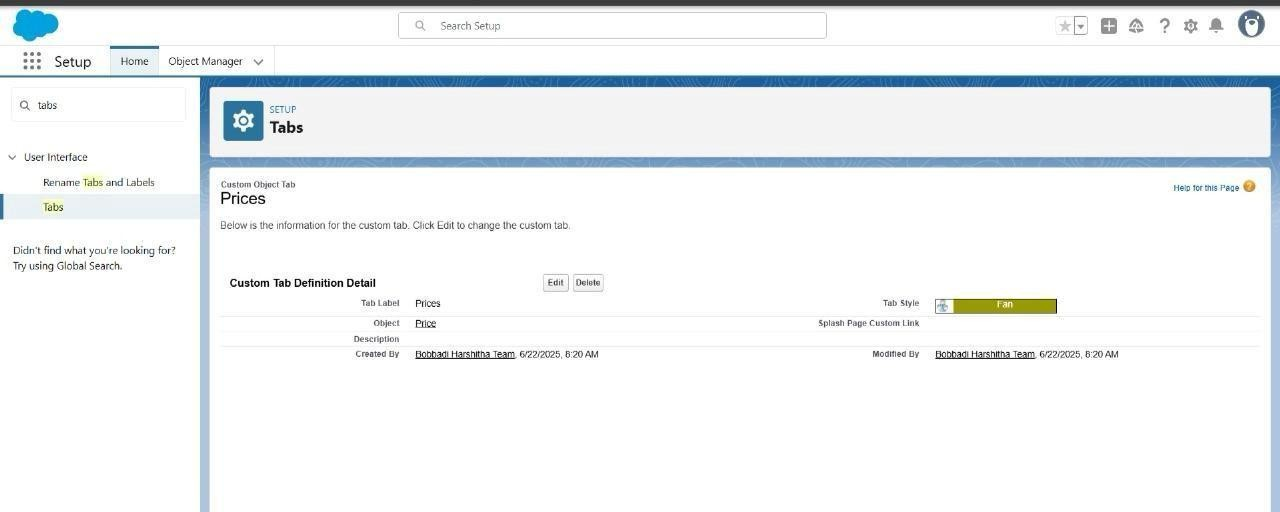 Search Setup
Setup
Home
Object Manager
tabs
SETUP
Tabs
User Interface
Rename Tabs and Labels
Tabs
Didn't find what you're looking for?
Try using Global Search.
Custom Object Tab
Prices
Help for this Page ?
Below is the information for the custom tab. Click Edit to change the custom tab.
Custom Tab Definition Detail Edit Delete
Tab Label Prices Tab Style Fan
Object Price Splash Page Custom Link
Description
Created By Bobbadi Harshitha Team, 6/22/2025, 8:20 AM Modified By Bobbadi Harshitha Team, 6/22/2025, 8:20 AM